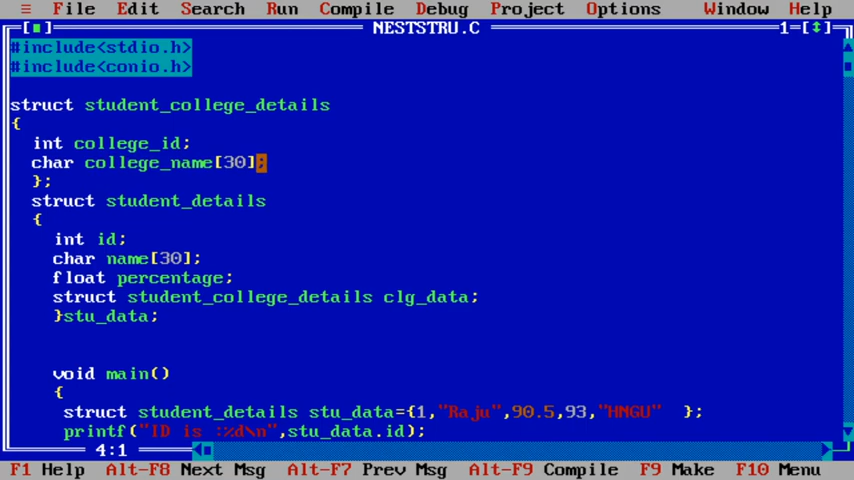 ≡ File Edit Search Run Compile Debug Project Options Window Help
[■] NESTSTRU.C 1=[↕]
#include<stdio.h>
#include<conio.h>
struct student_college_details
{
int college_id;
char college_name[30];
};
struct student_details
{
int id;
char name[30];
float percentage;
struct student_college_details clg_data;
}stu_data;
void main()
{
struct student_details stu_data={1,"Raju",90.5,93,"HNGU" };
printf("ID is :%d\n",stu_data.id);
4:1
F1 Help Alt-F8 Next Msg Alt-F7 Prev Msg Alt-F9 Compile F9 Make F10 Menu